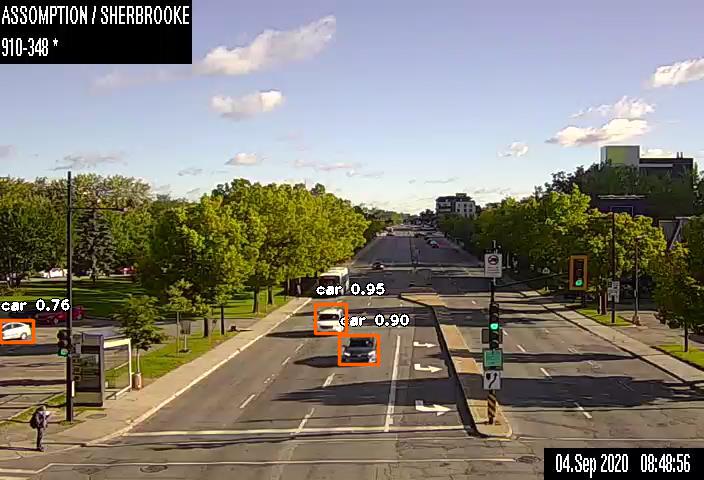 ASSOMPTION / SHERBROOKE
910-348 *
car 0.95
car 0.76
car 0.90
04.Sep 2020 08:48:56